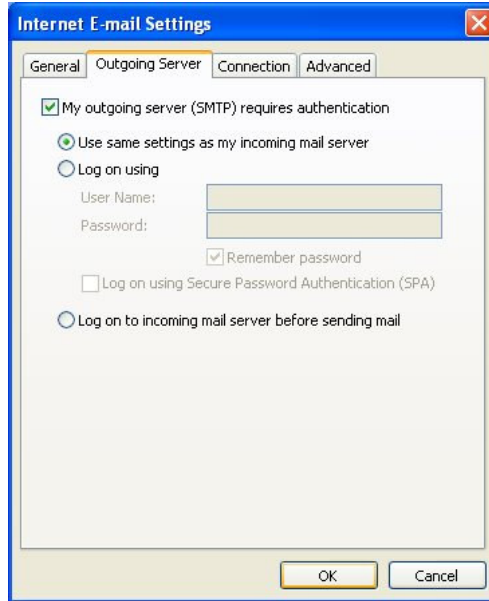 Internet E-mail Settings
General Outgoing Server Connection Advanced
My outgoing server (SMTP) requires authentication
Use same settings as my incoming mail server
Log on using
User Name:
Password:
Remember password
Log on using Secure Password Authentication (SPA)
Log on to incoming mail server before sending mail
OK Cancel